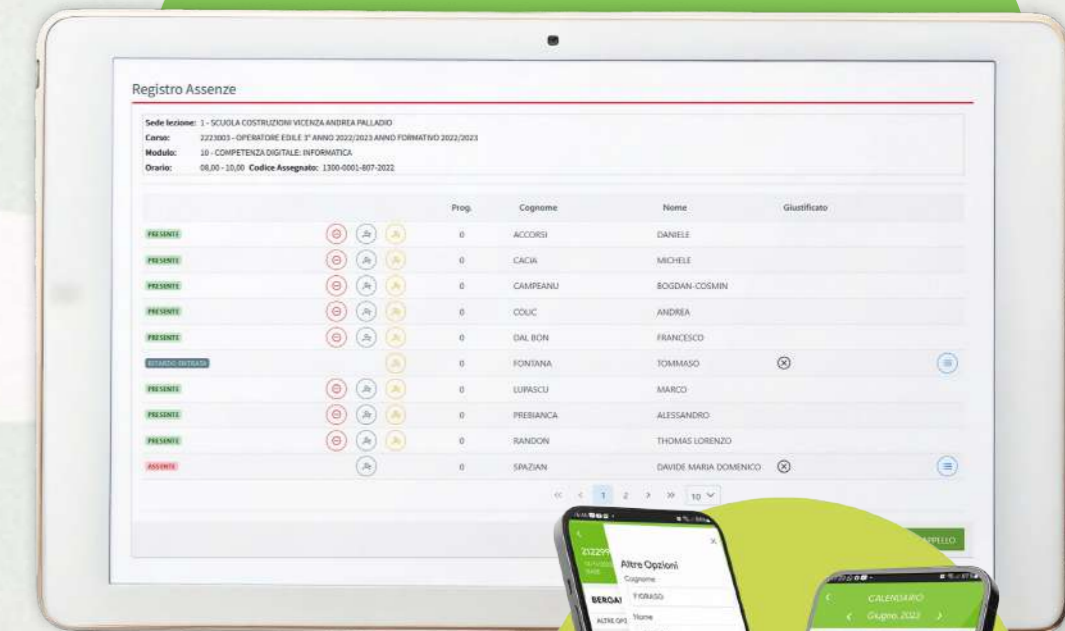 Registro Assenze
Sede lezione: 1 - SCUOLA COSTRUZIONI VICENZA ANDREA PALLADIO
Corso: 2223003 - OPERATORE EDILE 3° ANNO 2022/2023 ANNO FORMATIVO 2022/2023
Modulo: 10 - COMPETENZA DIGITALE: INFORMATICA
Orario: 08,00 - 10,00 Codice Assegnato: 1300-0001-807-2022
Prog. Cognome Nome Giustificato
PRESENTE 0 ACCORSI DANIELE
PRESENTE 0 CACIA MICHELE
PRESENTE 0 CAMPEANU BOGDAN-COSMIN
PRESENTE 0 COLIC ANDREA
PRESENTE 0 DAL BON FRANCESCO
RITARDO ENTRATA 0 FONTANA TOMMASO
PRESENTE 0 LUPASCU MARCO
PRESENTE 0 PREBIANCA ALESSANDRO
PRESENTE 0 RANDON THOMAS LORENZO
ASSENTE 0 SPAZIAN DAVIDE MARIA DOMENICO
<< < 1 2 > >> 10
APPELLO
212299
Altre Opzioni
Cognome
FIORASO
BERGA
Nome
ALTRE OPZ
CALENDARIO
< Giugno, 2023 >